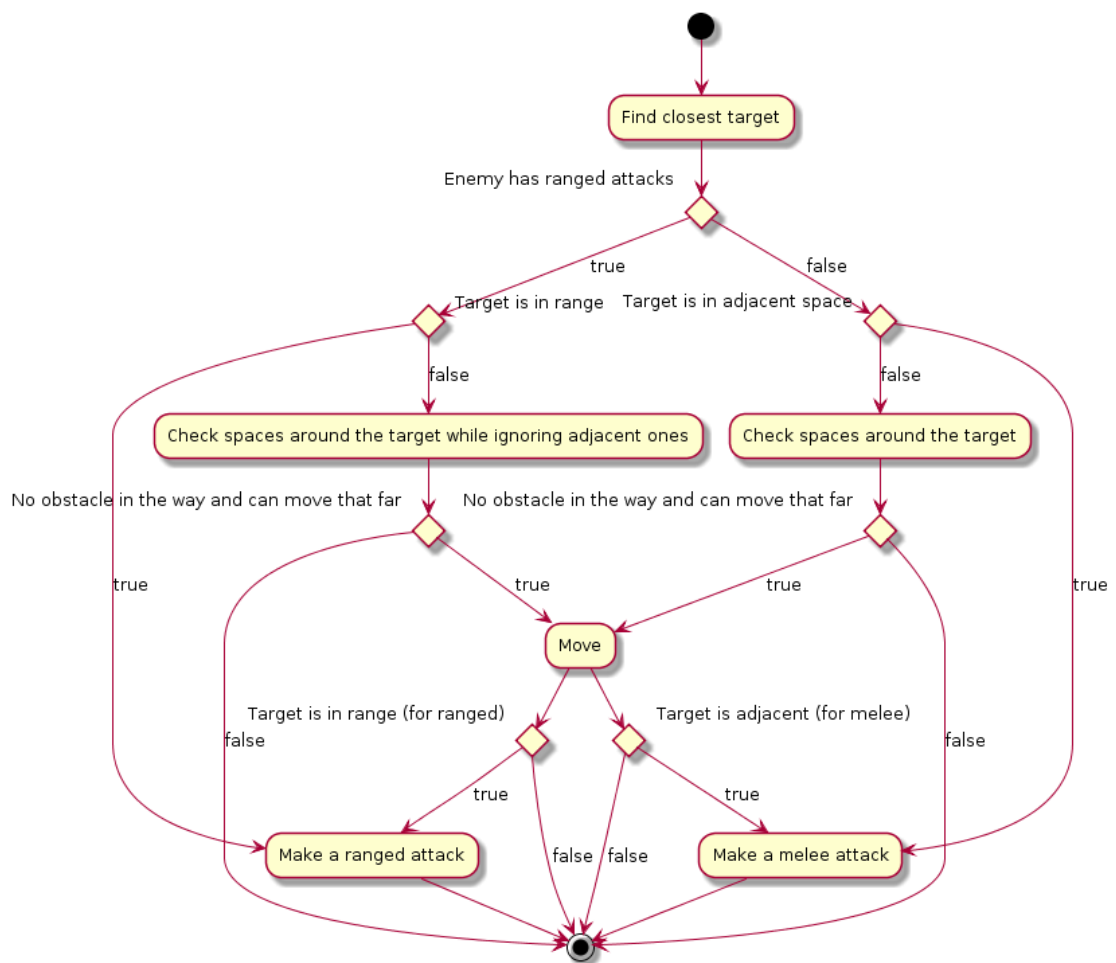 Find closest target
Enemy has ranged attacks
true
false
Target is in range
Target is in adjacent space
false
false
Check spaces around the target while ignoring adjacent ones
Check spaces around the target
No obstacle in the way and can move that far
No obstacle in the way and can move that far
true
true
true
true
Move
Target is in range (for ranged)
Target is adjacent (for melee)
false
false
true
true
Make a ranged attack
false
false
Make a melee attack